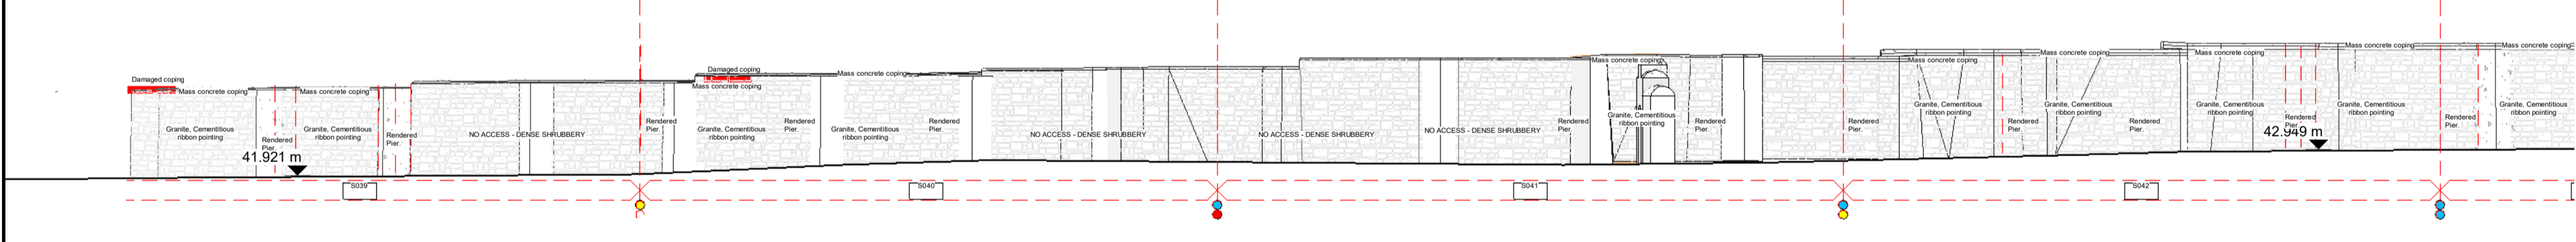 Damaged coping
Mass concrete coping
Mass concrete coping
Granite, Cementitious
ribbon pointing
Rendered
Pier.
Granite, Cementitious
ribbon pointing
Rendered
Pier.
41.921 m
NO ACCESS - DENSE SHRUBBERY
Rendered
Pier.
Damaged coping
Mass concrete coping
Granite, Cementitious
ribbon pointing
Rendered
Pier.
Mass concrete coping
Granite, Cementitious
ribbon pointing
Rendered
Pier.
NO ACCESS - DENSE SHRUBBERY
NO ACCESS - DENSE SHRUBBERY
NO ACCESS - DENSE SHRUBBERY
Rendered
Pier.
Mass concrete coping
Granite, Cementitious
ribbon pointing
Rendered
Pier.
Rendered
Pier.
Mass concrete coping
Granite, Cementitious
ribbon pointing
Rendered
Pier.
Mass concrete coping
Granite, Cementitious
ribbon pointing
Rendered
Pier.
Mass concrete coping
Granite, Cementitious
ribbon pointing
Rendered
Pier.
42.949 m
Mass concrete coping
Granite, Cementitious
ribbon pointing
Rendered
Pier.
Mass concrete coping
Granite, Cementitious
ribbon pointing
S039
S040
S041
S042